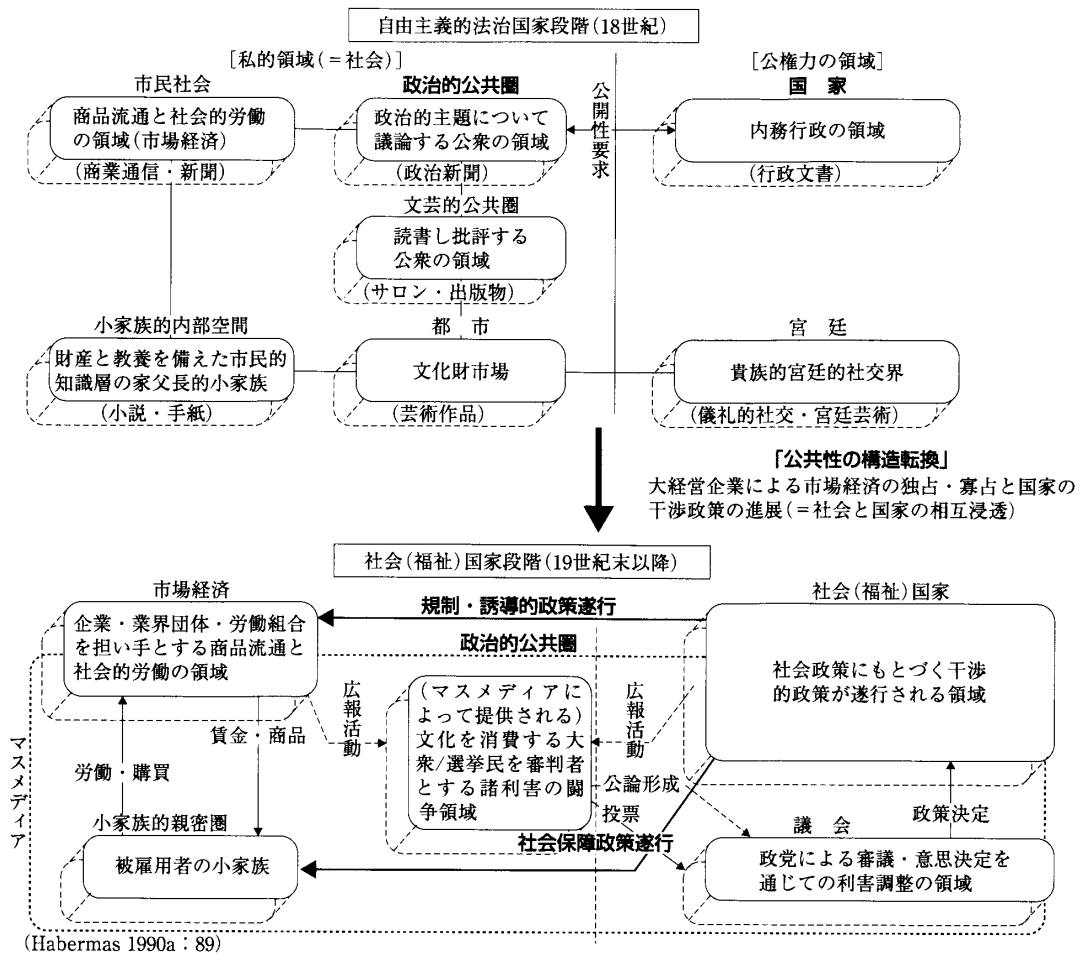 自由主義的法治国家段階(18世紀)
[私的領域(=社会)]
[公権力の領域]
市民社会
政治的公共圏
国　家
商品流通と社会的労働
の領域(市場経済)
政治的主題について
議論する公衆の領域
公開性要求
内務行政の領域
(商業通信・新聞)
(政治新聞)
(行政文書)
文芸的公共圏
読書し批評する
公衆の領域
(サロン・出版物)
小家族的内部空間
都　市
宮　廷
財産と教養を備えた市民的
知識層の家父長的小家族
文化財市場
貴族的宮廷的社交界
(小説・手紙)
(芸術作品)
(儀礼的社交・宮廷芸術)
「公共性の構造転換」
大経営企業による市場経済の独占・寡占と国家の
干渉政策の進展(=社会と国家の相互浸透)
社会(福祉)国家段階(19世紀末以降)
市場経済
社会(福祉)国家
規制・誘導的政策遂行
企業・業界団体・労働組合
を担い手とする商品流通と
社会的労働の領域
政治的公共圏
社会政策にもとづく干渉
的政策が遂行される領域
広報活動
(マスメディアに
よって提供される)
文化を消費する大
衆/選挙民を審判者
とする諸利害の闘
争領域
広報活動
マスメディア
賃金・商品
労働・購買
公論形成
投票
政策決定
小家族的親密圏
社会保障政策遂行
議　会
被雇用者の小家族
政党による審議・意思決定を
通じての利害調整の領域
(Habermas 1990a：89)